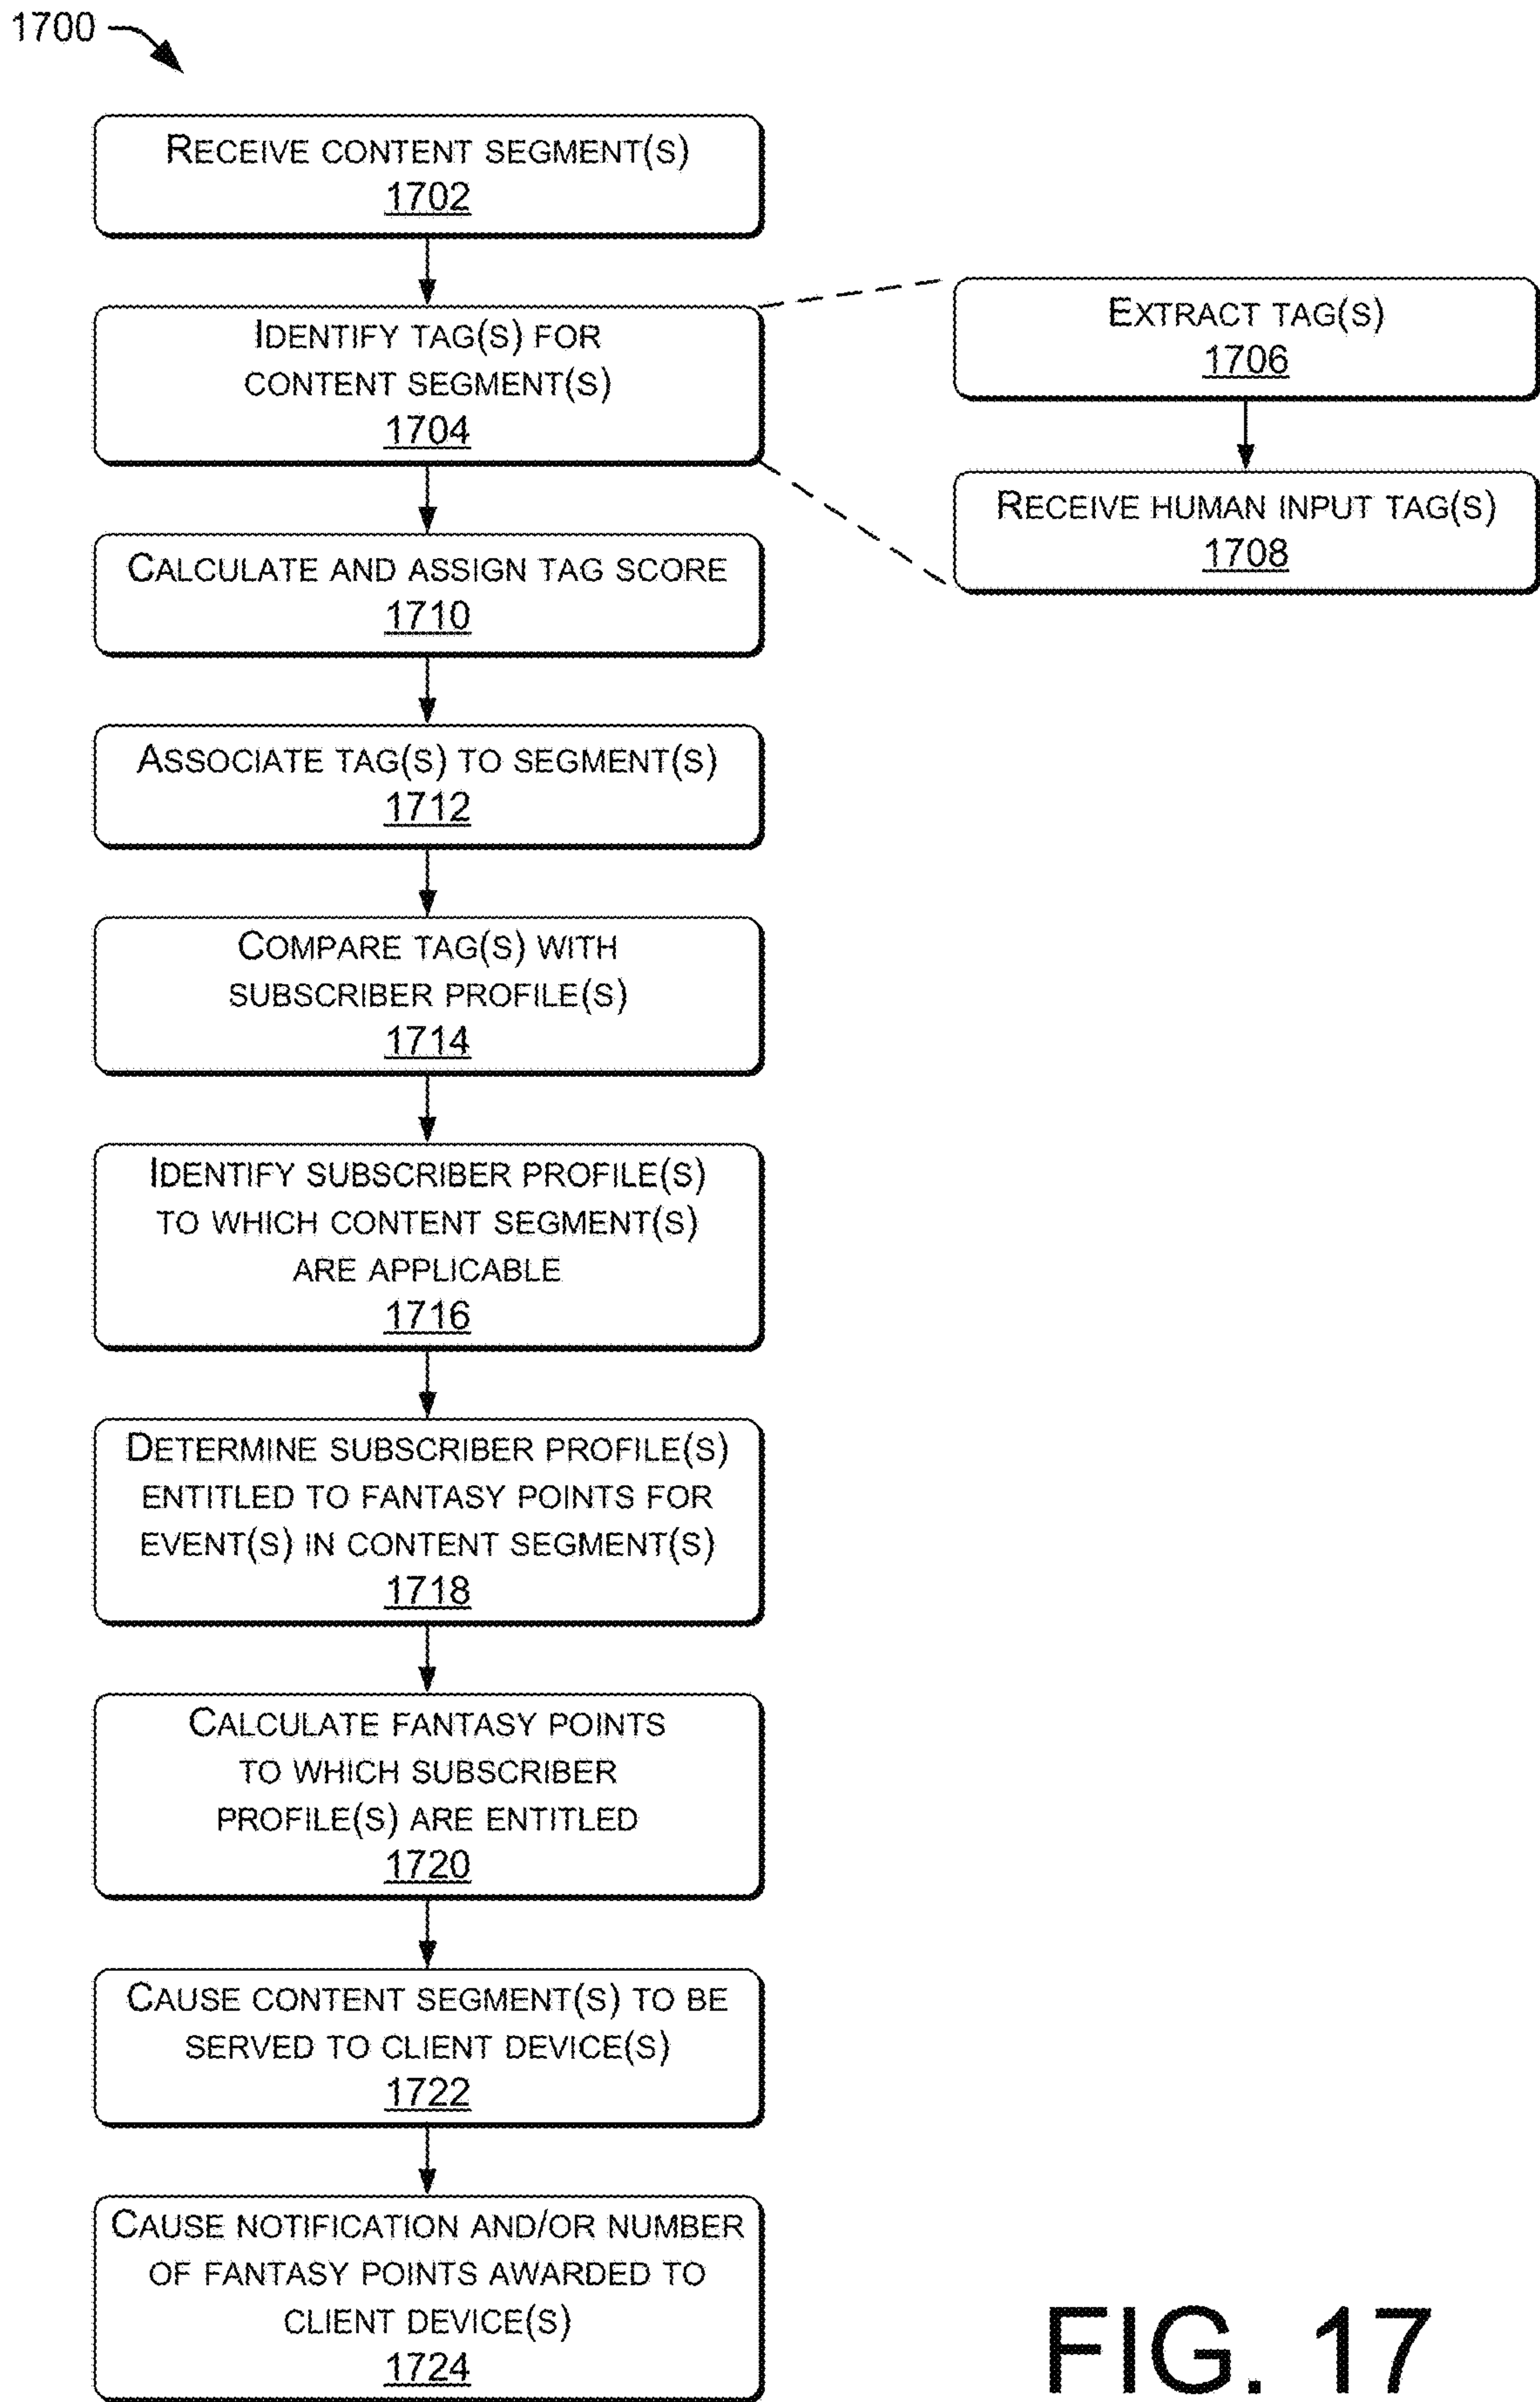 1700
RECEIVE CONTENT SEGMENT(S)
1702
IDENTIFY TAG(S) FOR
CONTENT SEGMENT(S)
1704
EXTRACT TAG(S)
1706
RECEIVE HUMAN INPUT TAG(S)
1708
CALCULATE AND ASSIGN TAG SCORE
1710
ASSOCIATE TAG(S) TO SEGMENT(S)
1712
COMPARE TAG(S) WITH
SUBSCRIBER PROFILE(S)
1714
IDENTIFY SUBSCRIBER PROFILE(S)
TO WHICH CONTENT SEGMENT(S)
ARE APPLICABLE
1716
DETERMINE SUBSCRIBER PROFILE(S)
ENTITLED TO FANTASY POINTS FOR
EVENT(S) IN CONTENT SEGMENT(S)
1718
CALCULATE FANTASY POINTS
TO WHICH SUBSCRIBER
PROFILE(S) ARE ENTITLED
1720
CAUSE CONTENT SEGMENT(S) TO BE
SERVED TO CLIENT DEVICE(S)
1722
CAUSE NOTIFICATION AND/OR NUMBER
OF FANTASY POINTS AWARDED TO
CLIENT DEVICE(S)
1724
FIG. 17